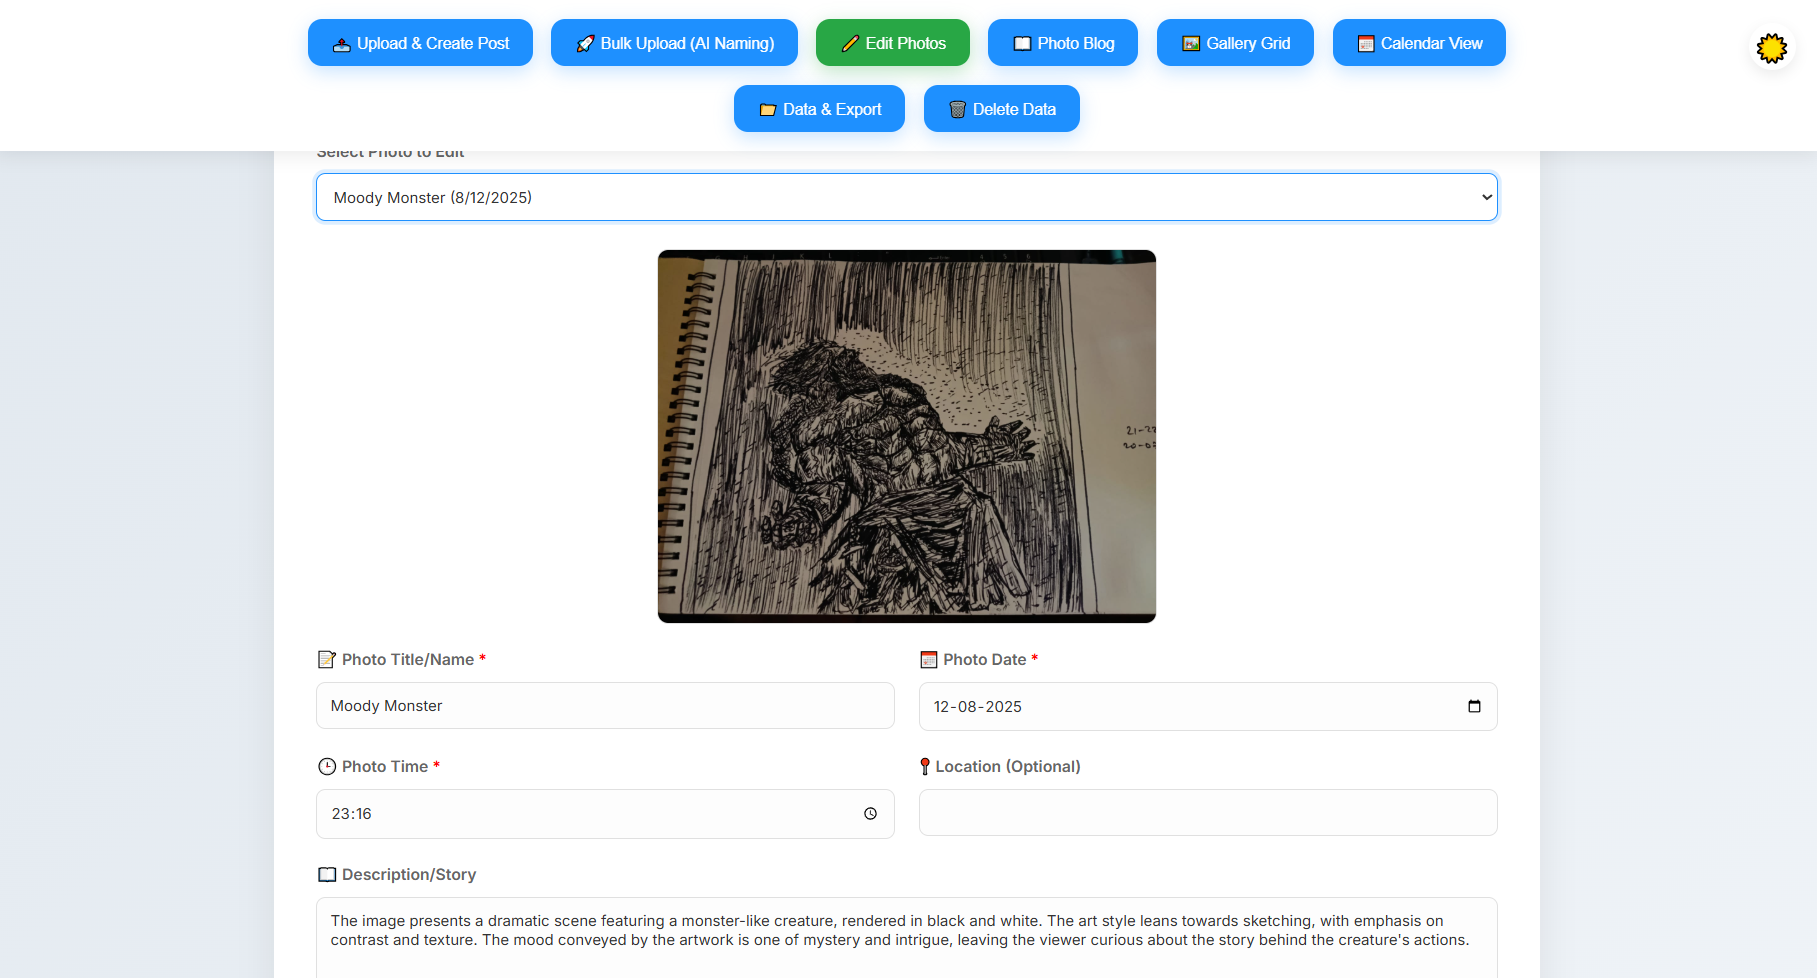 Upload & Create Post
Bulk Upload (AI Naming)
Edit Photos
Photo Blog
Gallery Grid
Calendar View
Data & Export
Delete Data
Select Photo to Edit
Moody Monster (8/12/2025)
21-22
20-07
Photo Title/Name *
Photo Date *
Moody Monster
12-08-2025
Photo Time *
Location (Optional)
23:16
Description/Story
The image presents a dramatic scene featuring a monster-like creature, rendered in black and white. The art style leans towards sketching, with emphasis on
contrast and texture. The mood conveyed by the artwork is one of mystery and intrigue, leaving the viewer curious about the story behind the creature's actions.